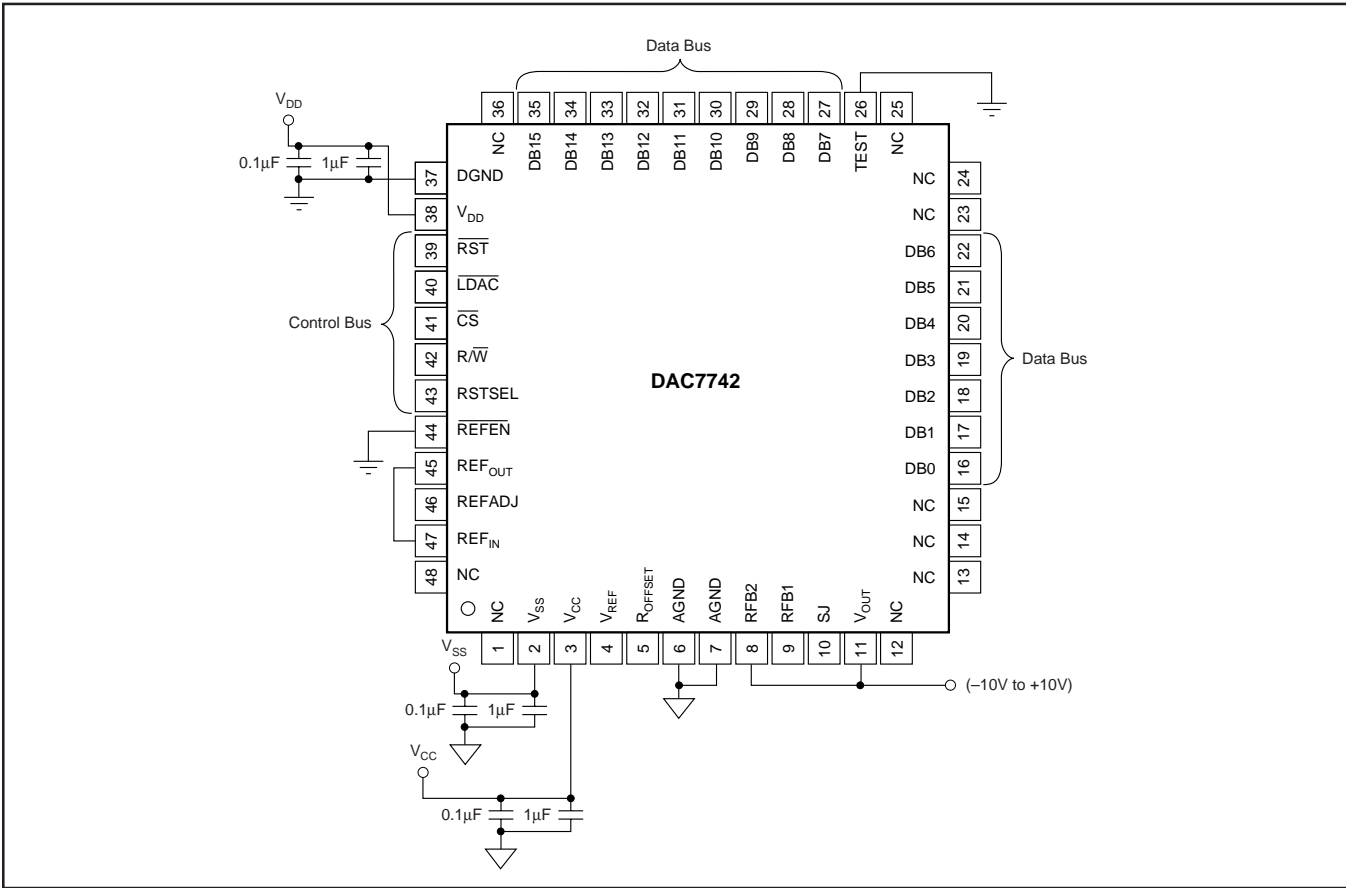 Data Bus
V_DD
0.1µF 1µF
36 35 34 33 32 31 30 29 28 27 26 25
NC DB15 DB14 DB13 DB12 DB11 DB10 DB9 DB8 DB7 TEST NC
37 DGND
38 V_DD
39 RST
40 LDAC
41 CS
42 R/W
43 RSTSEL
44 REFEN
45 REF_OUT
46 REFADJ
47 REF_IN
48 NC
Control Bus
DAC7742
NC 24
NC 23
DB6 22
DB5 21
DB4 20
DB3 19
DB2 18
DB1 17
DB0 16
NC 15
NC 14
NC 13
Data Bus
NC V_SS V_CC V_REF R_OFFSET AGND AGND RFB2 RFB1 SJ V_OUT NC
1 2 3 4 5 6 7 8 9 10 11 12
V_SS
0.1µF 1µF
(–10V to +10V)
V_CC
0.1µF 1µF